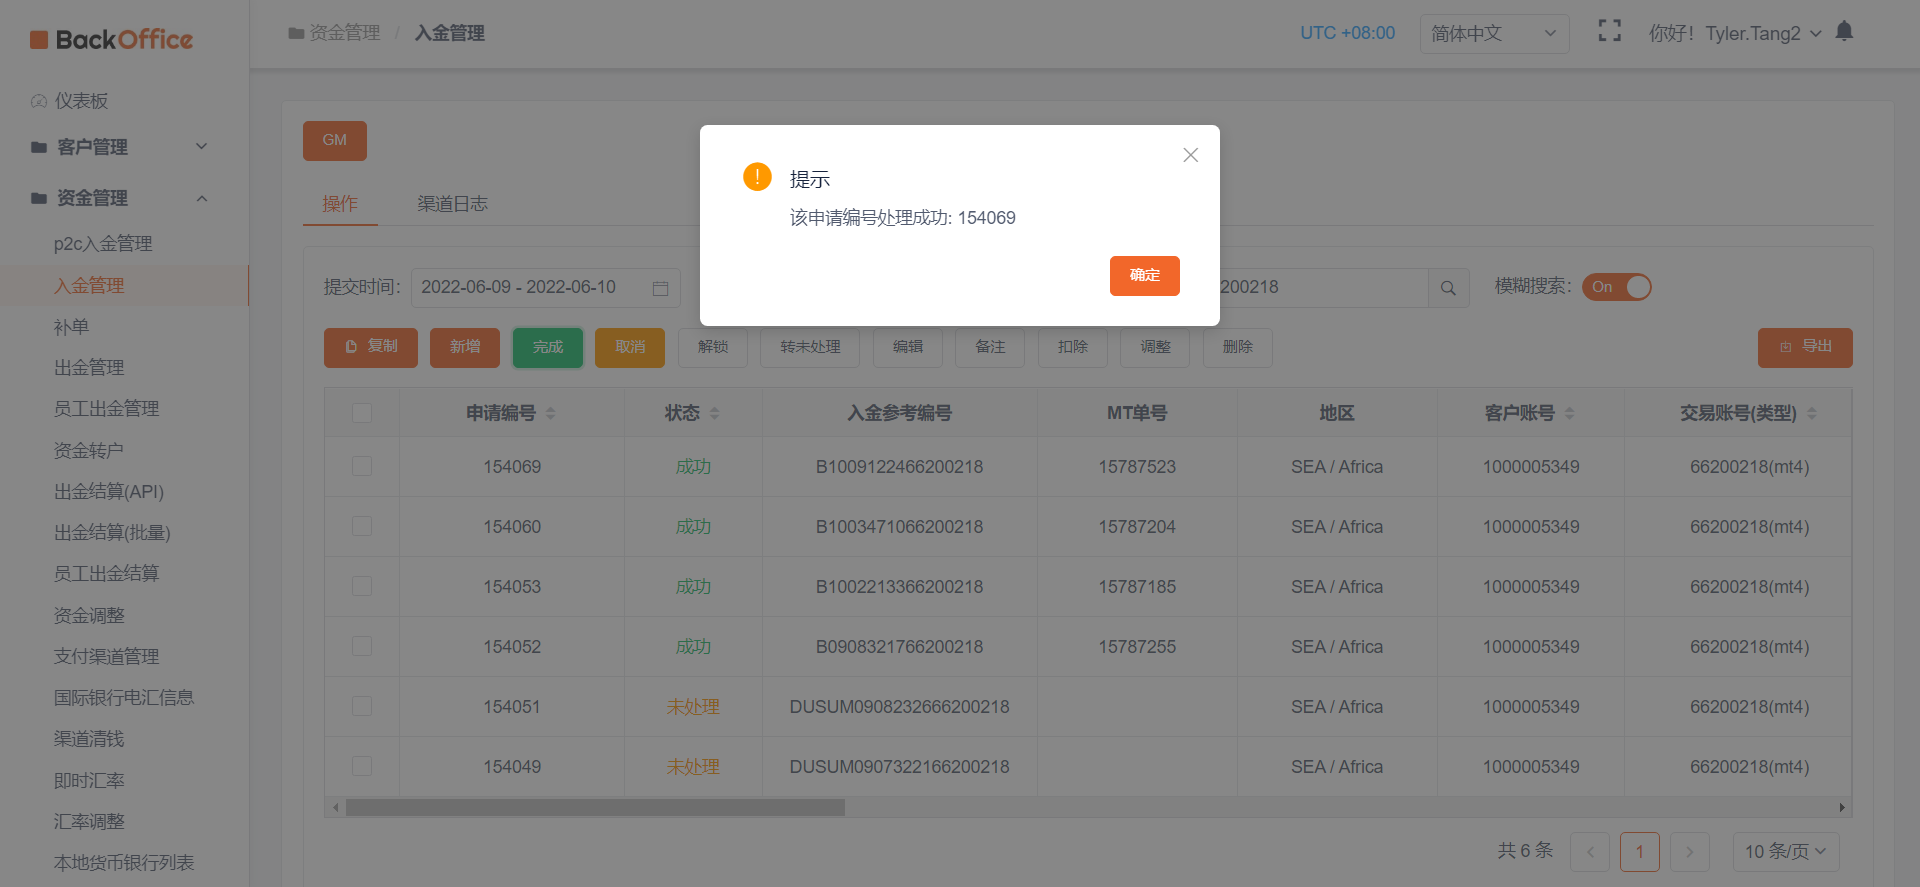 BackOffice
资金管理 / 入金管理
UTC +08:00
简体中文
你好！ Tyler.Tang2
仪表板
客户管理
资金管理
p2c入金管理
入金管理
补单
出金管理
员工出金管理
资金转户
出金结算(API)
出金结算(批量)
员工出金结算
资金调整
支付渠道管理
国际银行电汇信息
渠道清钱
即时汇率
汇率调整
本地货币银行列表
GM
操作 渠道日志
提示
该申请编号处理成功: 154069
确定
提交时间: 2022-06-09 - 2022-06-10 200218 模糊搜索: On
复制 新增 完成 取消 解锁 转未处理 编辑 备注 扣除 调整 删除 导出
申请编号 状态 入金参考编号 MT单号 地区 客户账号 交易账号(类型)
154069 成功 B1009122466200218 15787523 SEA / Africa 1000005349 66200218(mt4)
154060 成功 B1003471066200218 15787204 SEA / Africa 1000005349 66200218(mt4)
154053 成功 B1002213366200218 15787185 SEA / Africa 1000005349 66200218(mt4)
154052 成功 B0908321766200218 15787255 SEA / Africa 1000005349 66200218(mt4)
154051 未处理 DUSUM0908232666200218 SEA / Africa 1000005349 66200218(mt4)
154049 未处理 DUSUM0907322166200218 SEA / Africa 1000005349 66200218(mt4)
共 6 条 1 10 条/页